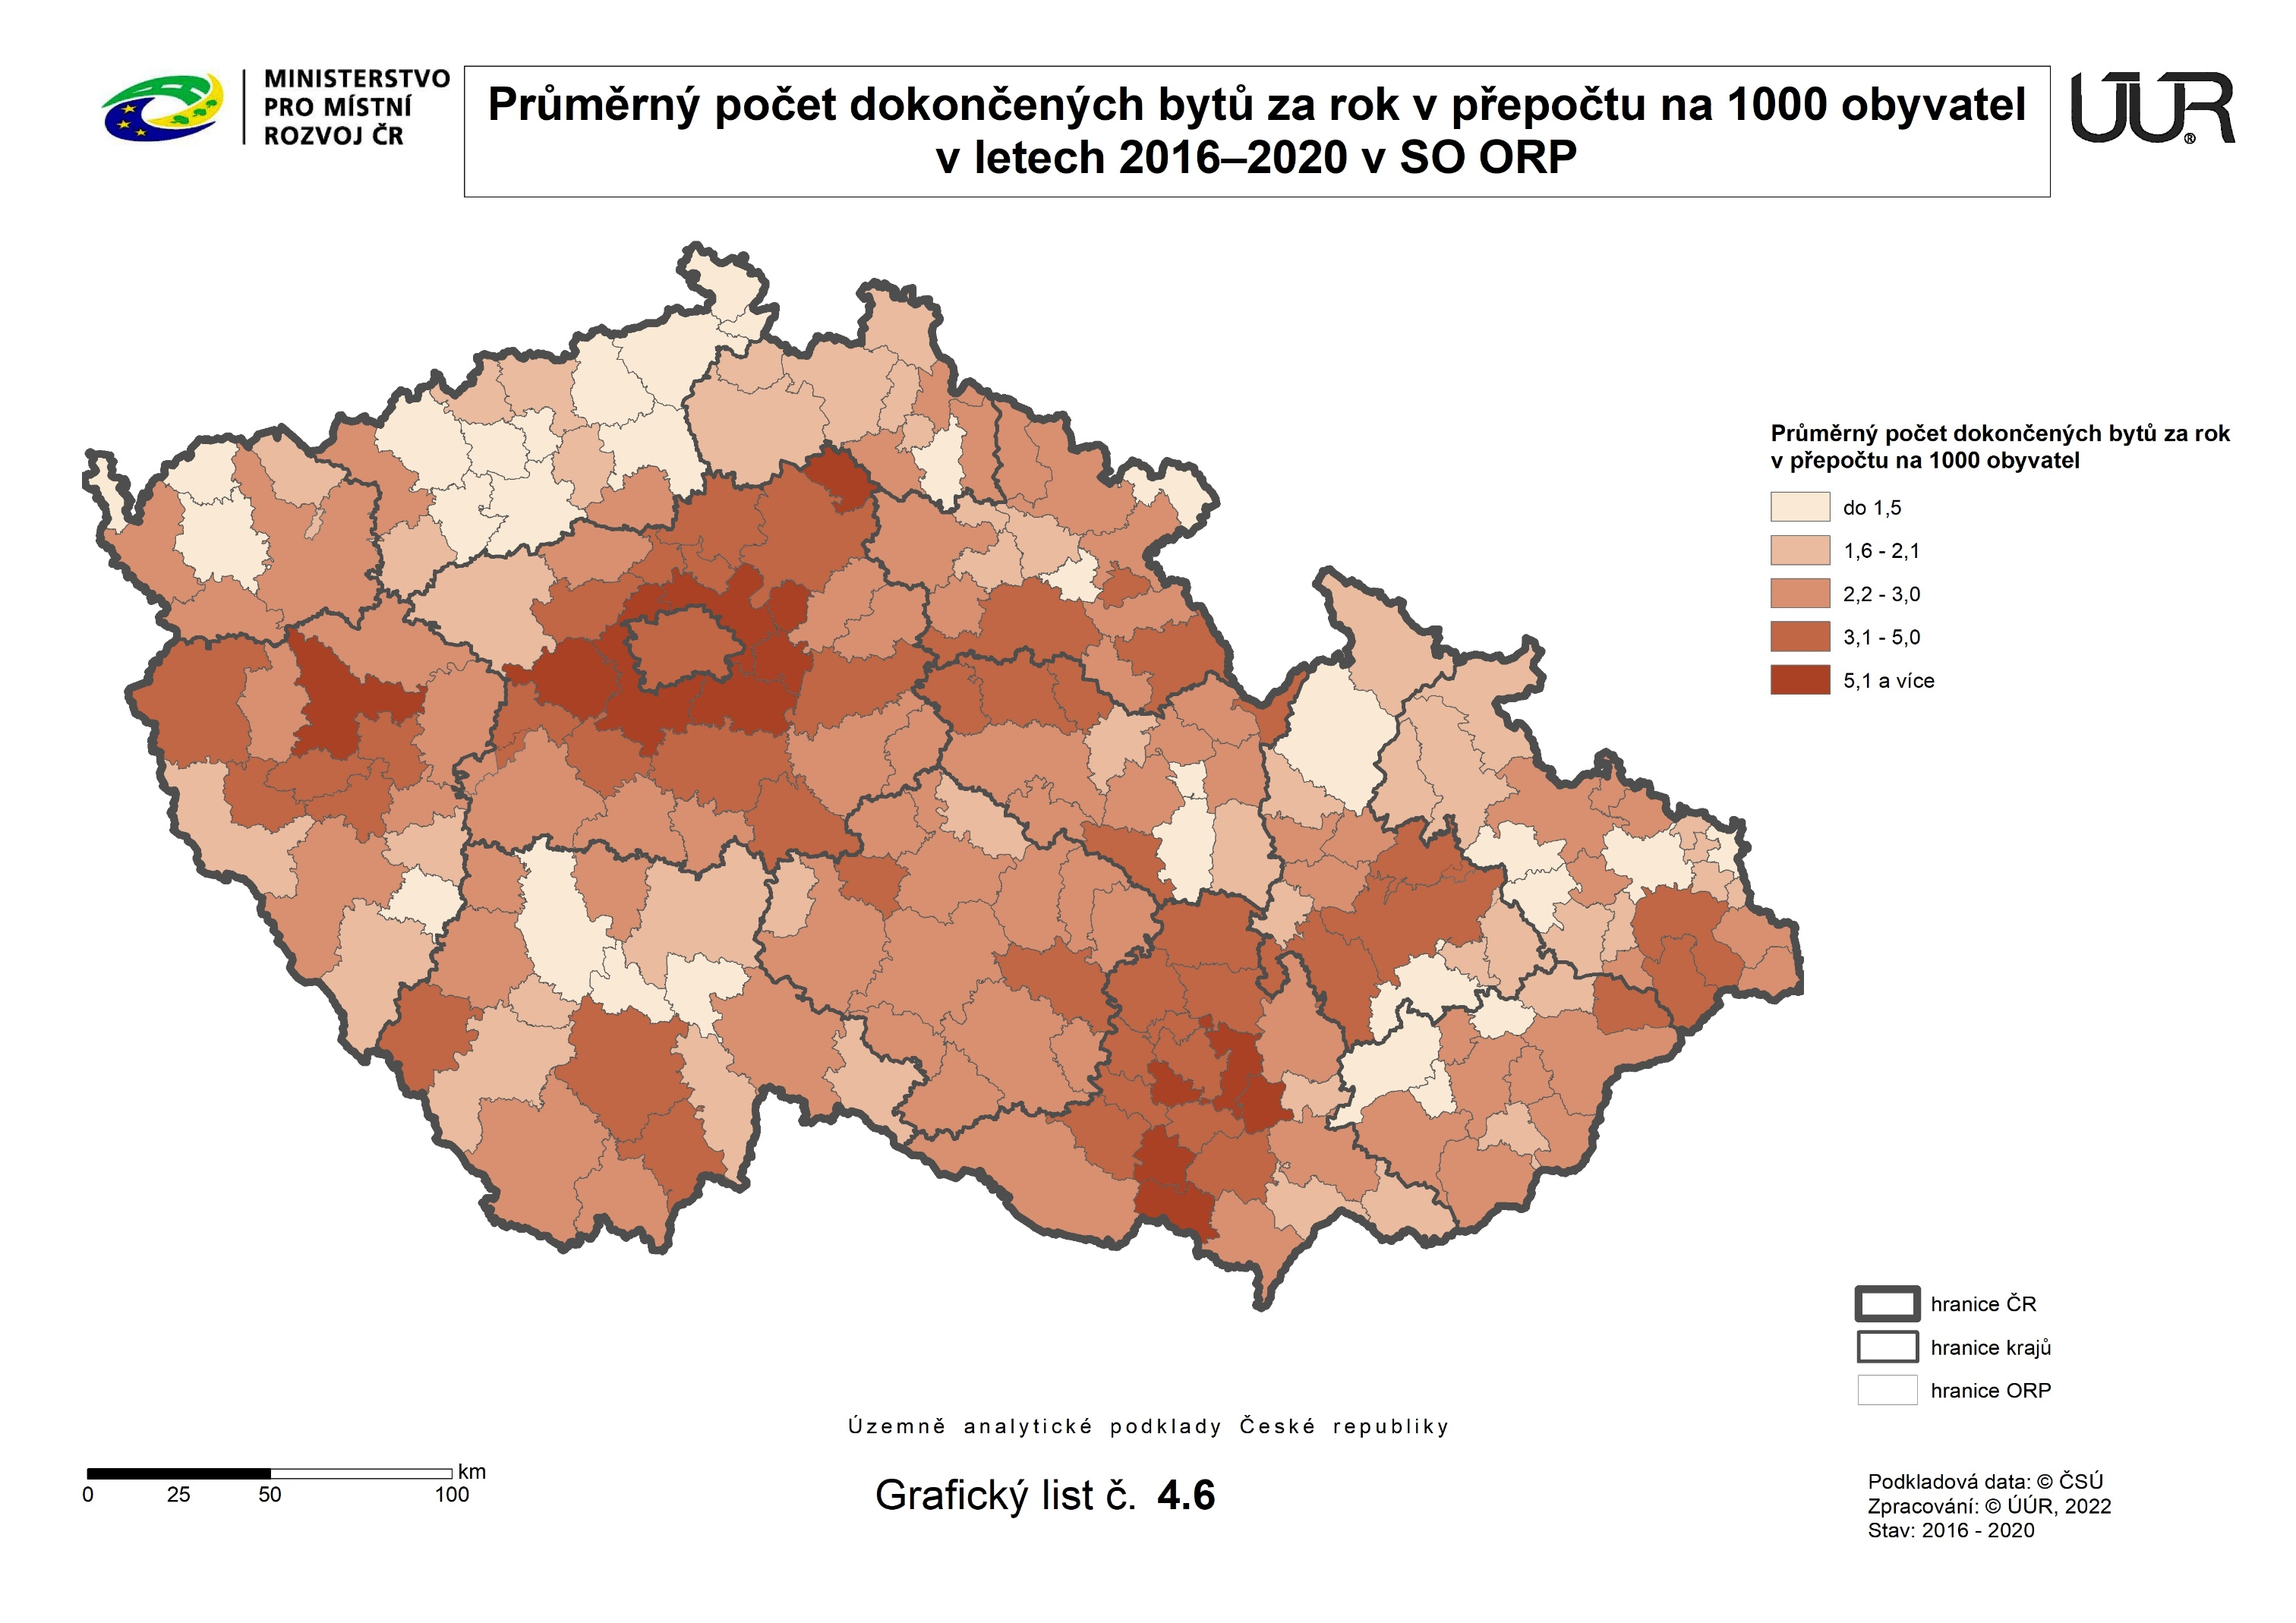 MINISTERSTVO
PRO MÍSTNÍ
ROZVOJ ČR
Průměrný počet dokončených bytů za rok v přepočtu na 1000 obyvatel
v letech 2016–2020 v SO ORP
ÚÚR®
Průměrný počet dokončených bytů za rok
v přepočtu na 1000 obyvatel
do 1,5
1,6 - 2,1
2,2 - 3,0
3,1 - 5,0
5,1 a více
hranice ČR
hranice krajů
hranice ORP
Územně analytické podklady České republiky
km
0 25 50 100
Grafický list č. 4.6
Podkladová data: © ČSÚ
Zpracování: © ÚÚR, 2022
Stav: 2016 - 2020